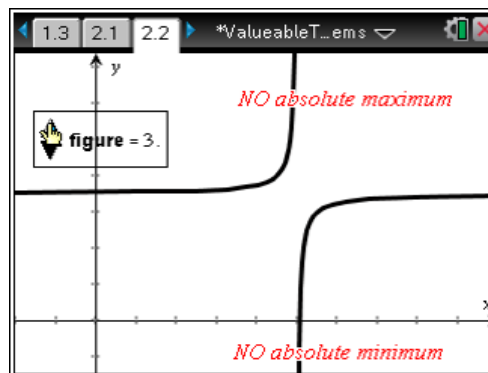 1.3 2.1 2.2 *ValueableT...ems
y
NO absolute maximum
figure = 3.
x
NO absolute minimum